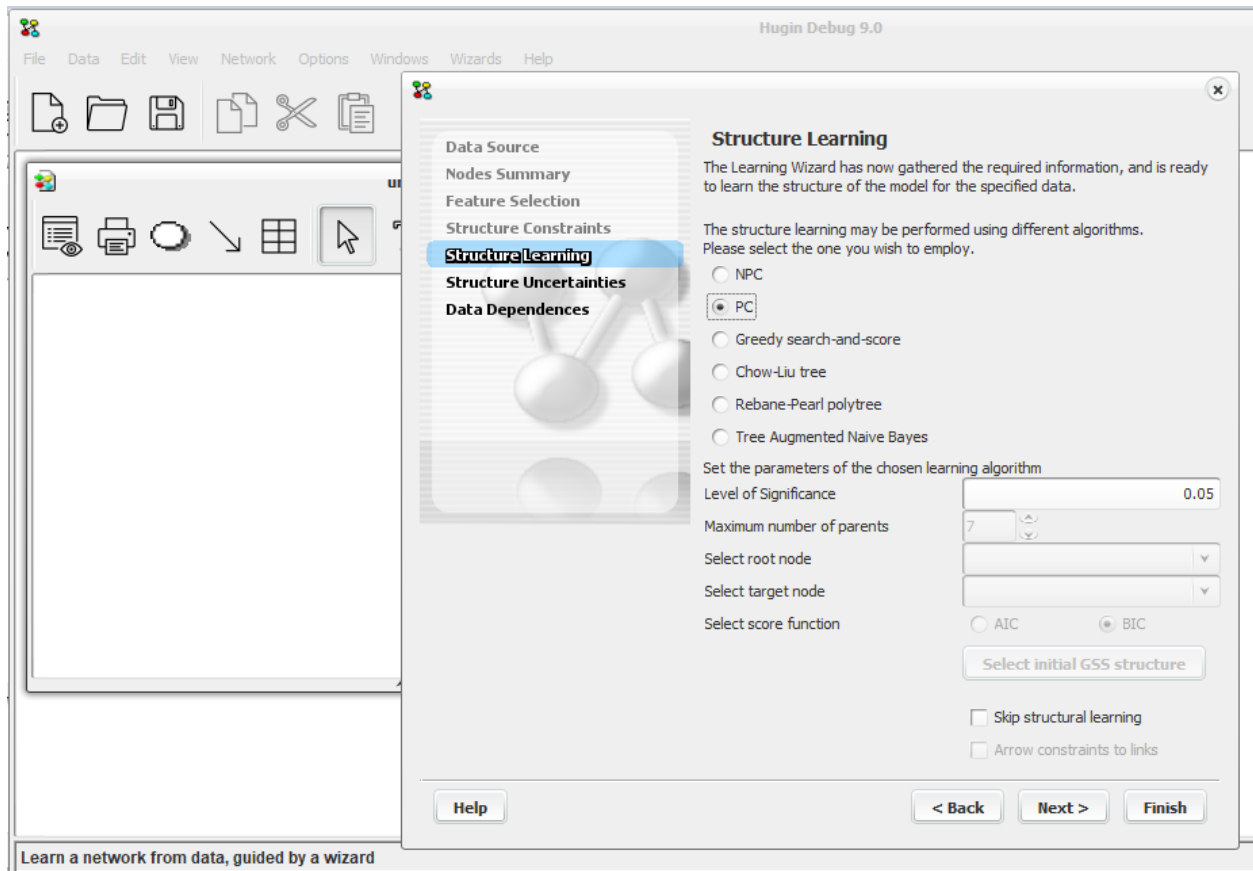 Hugin Debug 9.0
File Data Edit View Network Options Windows Wizards Help
un
Data Source
Nodes Summary
Feature Selection
Structure Constraints
Structure Learning
Structure Uncertainties
Data Dependences
Structure Learning
The Learning Wizard has now gathered the required information, and is ready
to learn the structure of the model for the specified data.
The structure learning may be performed using different algorithms.
Please select the one you wish to employ.
NPC
PC
Greedy search-and-score
Chow-Liu tree
Rebane-Pearl polytree
Tree Augmented Naive Bayes
Set the parameters of the chosen learning algorithm
Level of Significance 0.05
Maximum number of parents 7
Select root node
Select target node
Select score function AIC BIC
Select initial GSS structure
Skip structural learning
Arrow constraints to links
Help < Back Next > Finish
Learn a network from data, guided by a wizard